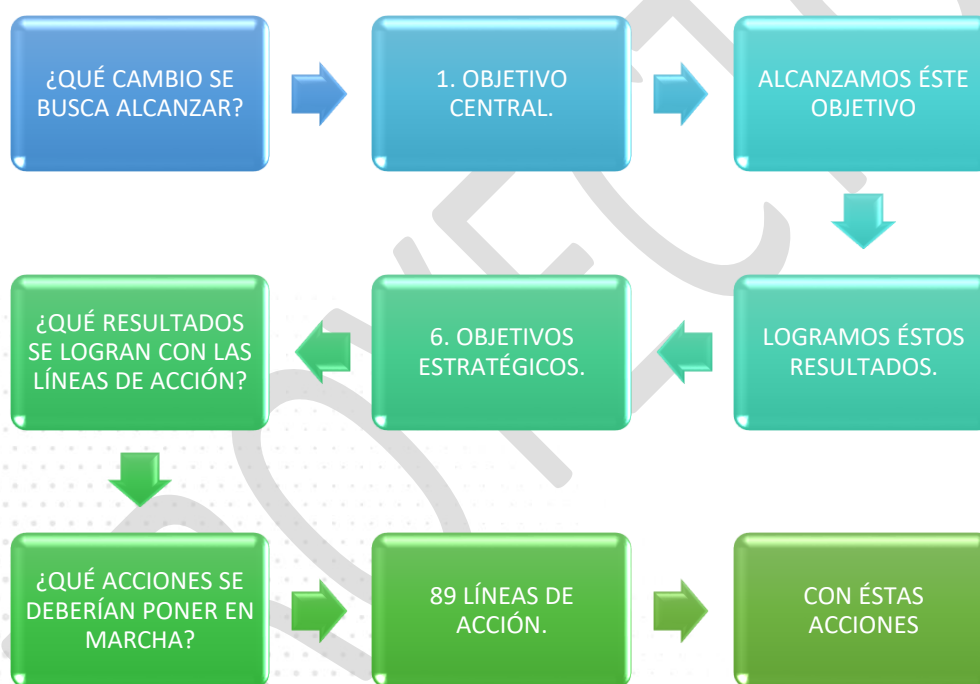 ¿QUÉ CAMBIO SE
BUSCA ALCANZAR?
1. OBJETIVO
CENTRAL.
ALCANZAMOS ÉSTE
OBJETIVO
LOGRAMOS ÉSTOS
RESULTADOS.
6. OBJETIVOS
ESTRATÉGICOS.
¿QUÉ RESULTADOS
SE LOGRAN CON LAS
LÍNEAS DE ACCIÓN?
¿QUÉ ACCIONES SE
DEBERÍAN PONER EN
MARCHA?
89 LÍNEAS DE
ACCIÓN.
CON ÉSTAS
ACCIONES